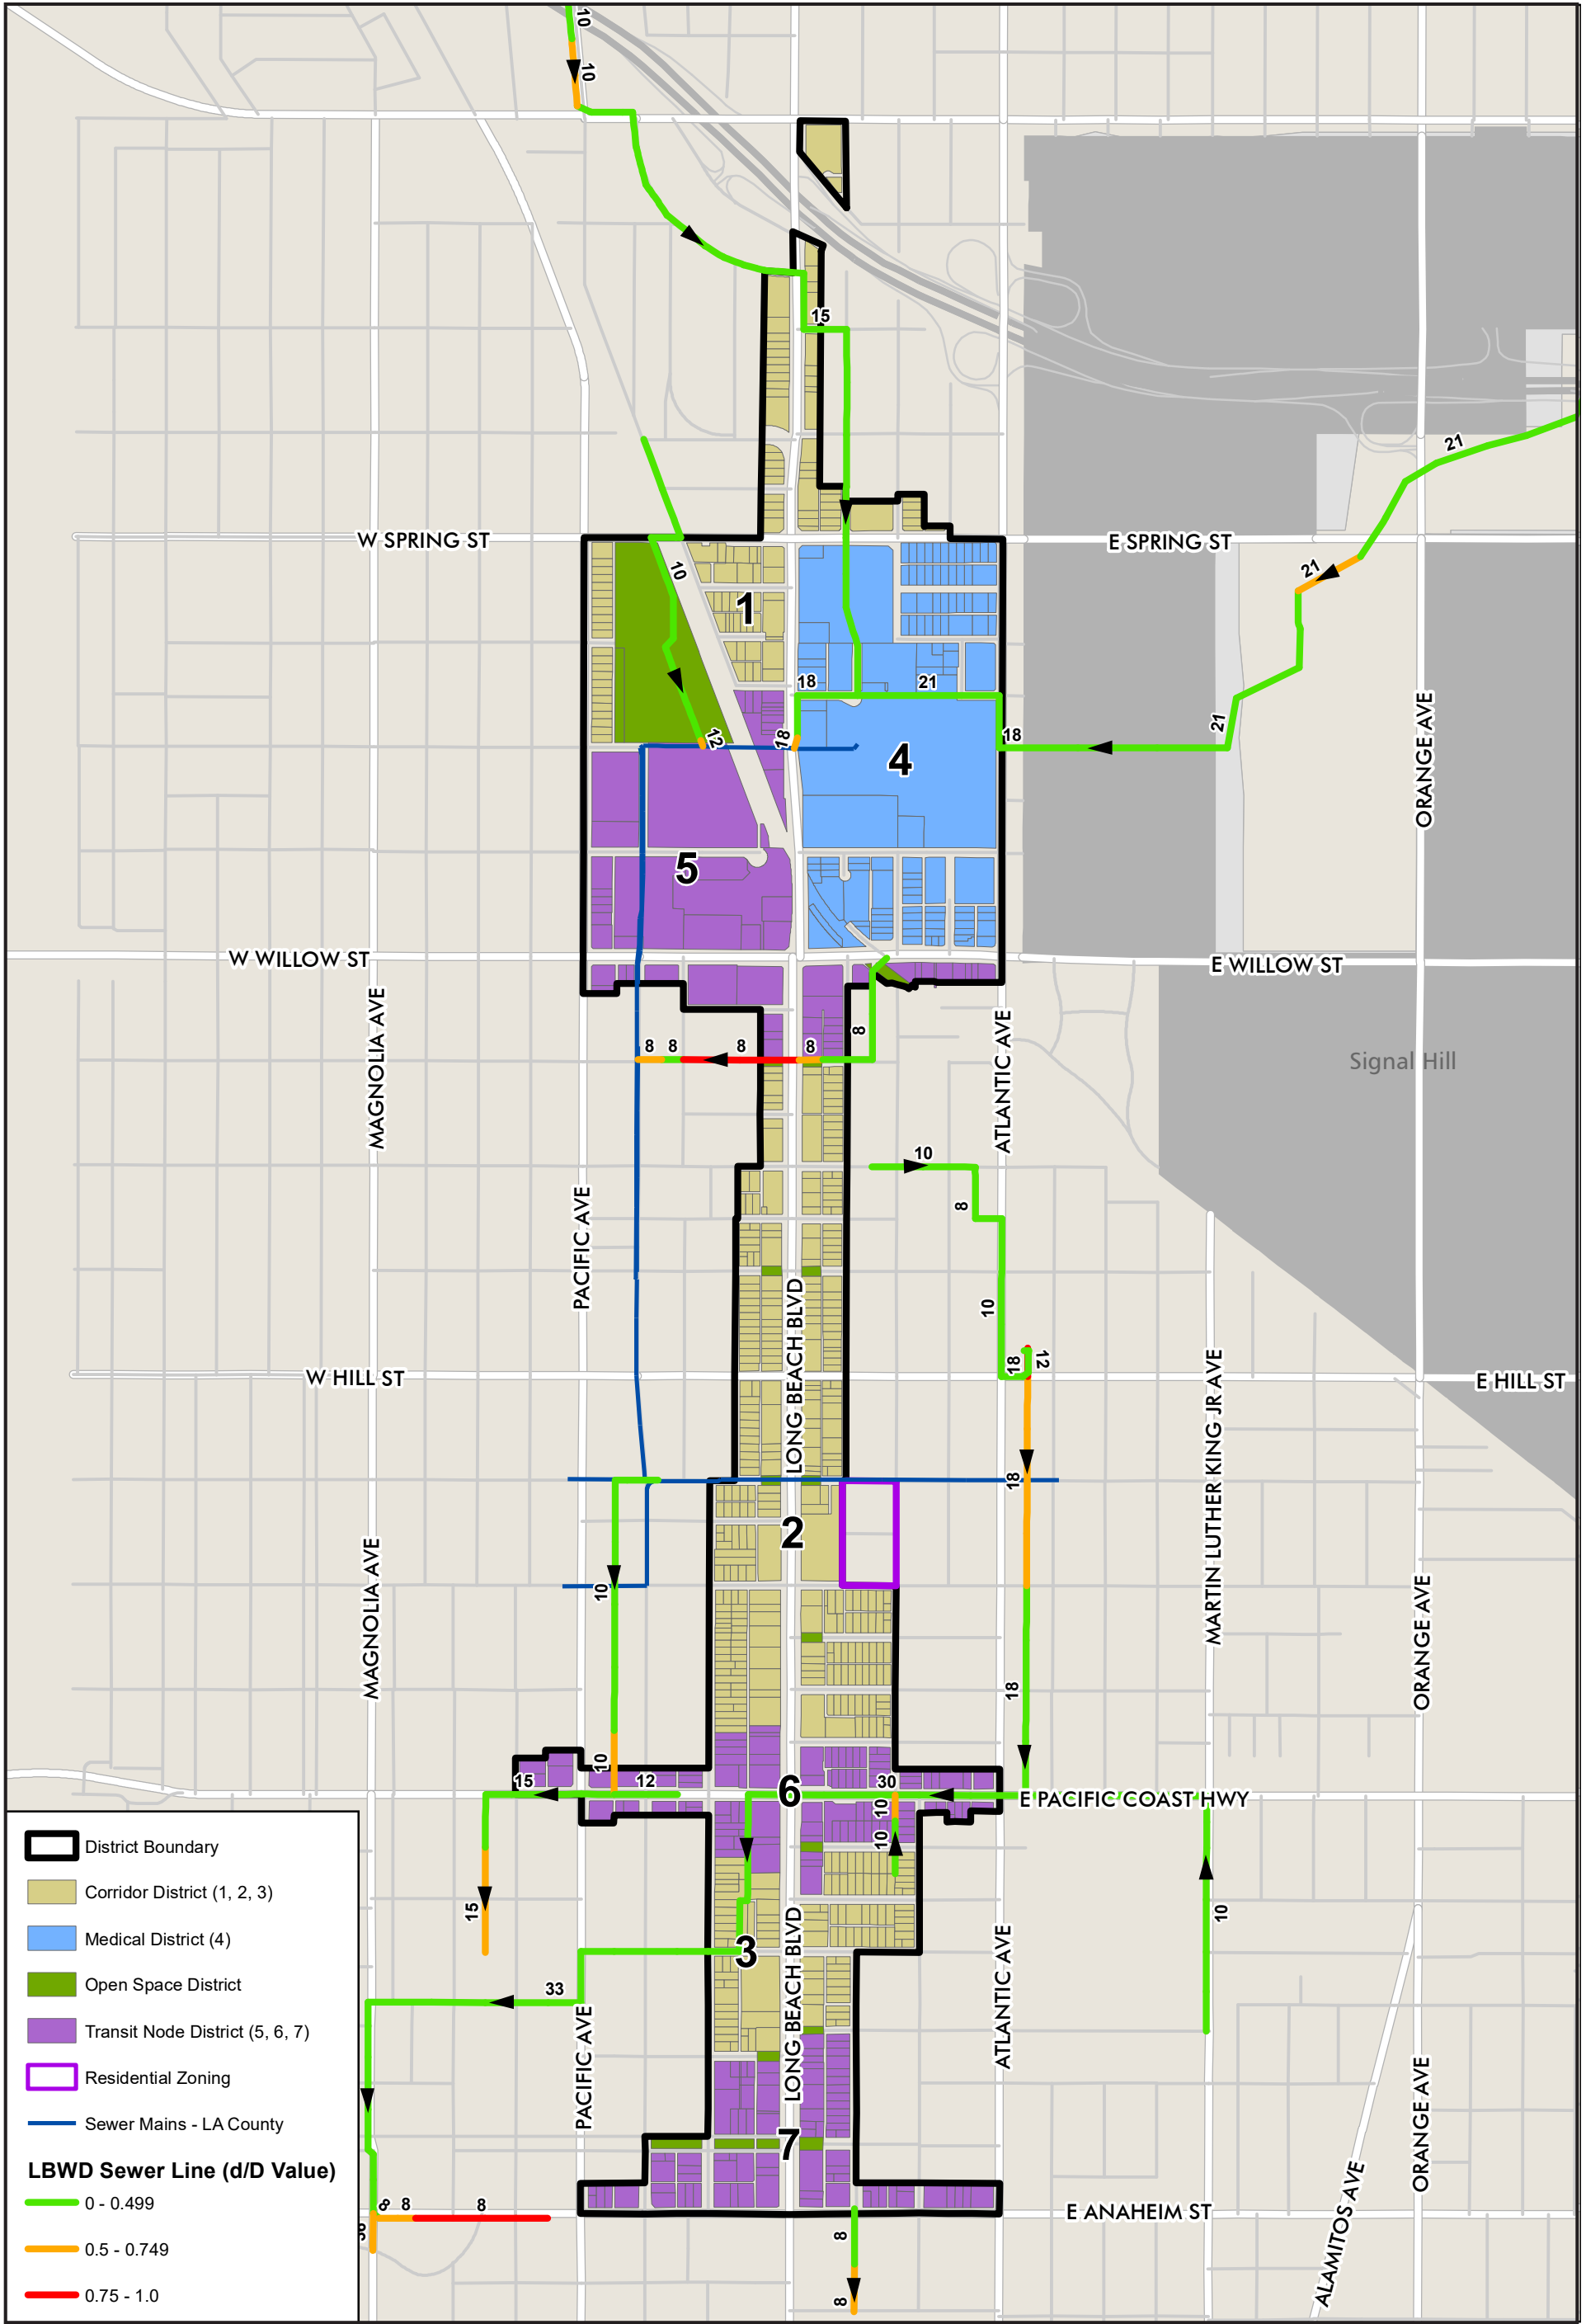 10
10
15
W SPRING ST
E SPRING ST
21
21
10
1
18
21
12
18
18
21
4
ORANGE AVE
5
W WILLOW ST
E WILLOW ST
MAGNOLIA AVE
ATLANTIC AVE
8
8
8
8
8
Signal Hill
10
8
PACIFIC AVE
10
LONG BEACH BLVD
W HILL ST
18
12
E HILL ST
MARTIN LUTHER KING JR AVE
18
2
10
MAGNOLIA AVE
ORANGE AVE
18
10
15
12
6
30
10
E PACIFIC COAST HWY
10
15
10
3
LONG BEACH BLVD
ATLANTIC AVE
33
PACIFIC AVE
ORANGE AVE
7
8
8
8
E ANAHEIM ST
8
ALAMITOS AVE
8
District Boundary
Corridor District (1, 2, 3)
Medical District (4)
Open Space District
Transit Node District (5, 6, 7)
Residential Zoning
Sewer Mains - LA County
LBWD Sewer Line (d/D Value)
0 - 0.499
0.5 - 0.749
0.75 - 1.0